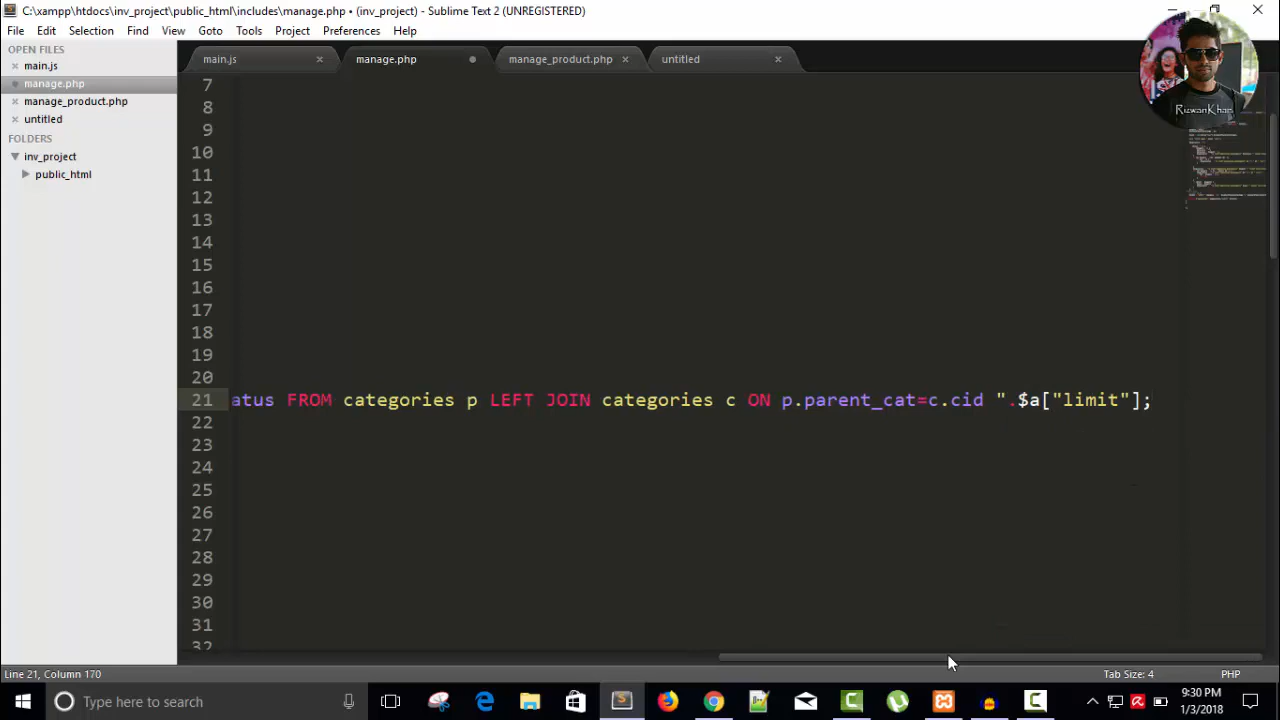 C:\xampp\htdocs\inv_project\public_html\includes\manage.php • (inv_project) - Sublime Text 2 (UNREGISTERED)
File Edit Selection Find View Goto Tools Project Preferences Help
OPEN FILES
main.js
manage.php
manage_product.php
untitled
FOLDERS
inv_project
public_html
main.js manage.php manage_product.php untitled
RizwanKhan
7
8
9
10
11
12
13
14
15
16
17
18
19
20
21 atus FROM categories p LEFT JOIN categories c ON p.parent_cat=c.cid ".$a["limit"];
22
23
24
25
26
27
28
29
30
31
32
Line 21, Column 170 Tab Size: 4 PHP
Type here to search
9:30 PM
1/3/2018